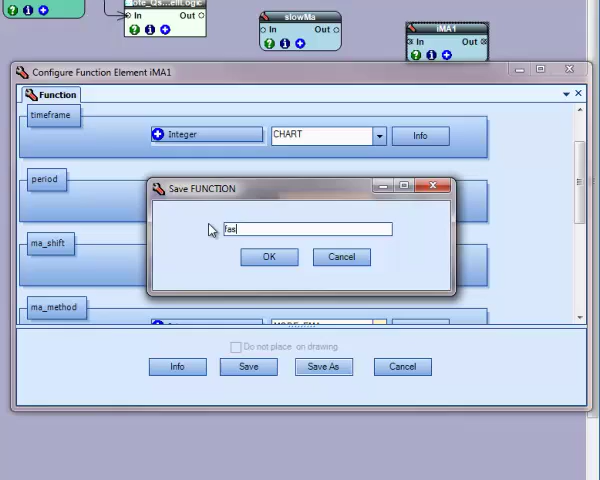 In Out
slowMa
In Out
iMA1
In Out
Configure Function Element iMA1
Function
timeframe
Integer
CHART
Info
period
Save FUNCTION
fas
OK
Cancel
ma_shift
ma_method
Do not place on drawing
Info
Save
Save As
Cancel